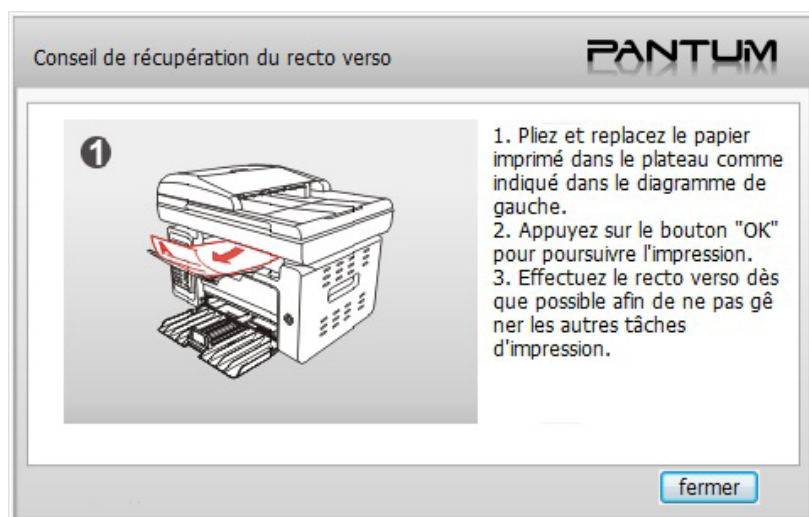 Conseil de récupération du recto verso
PANTUM
1
1. Pliez et replacez le papier
imprimé dans le plateau comme
indiqué dans le diagramme de
gauche.
2. Appuyez sur le bouton "OK"
pour poursuivre l'impression.
3. Effectuez le recto verso dès
que possible afin de ne pas gê
ner les autres tâches
d'impression.
fermer